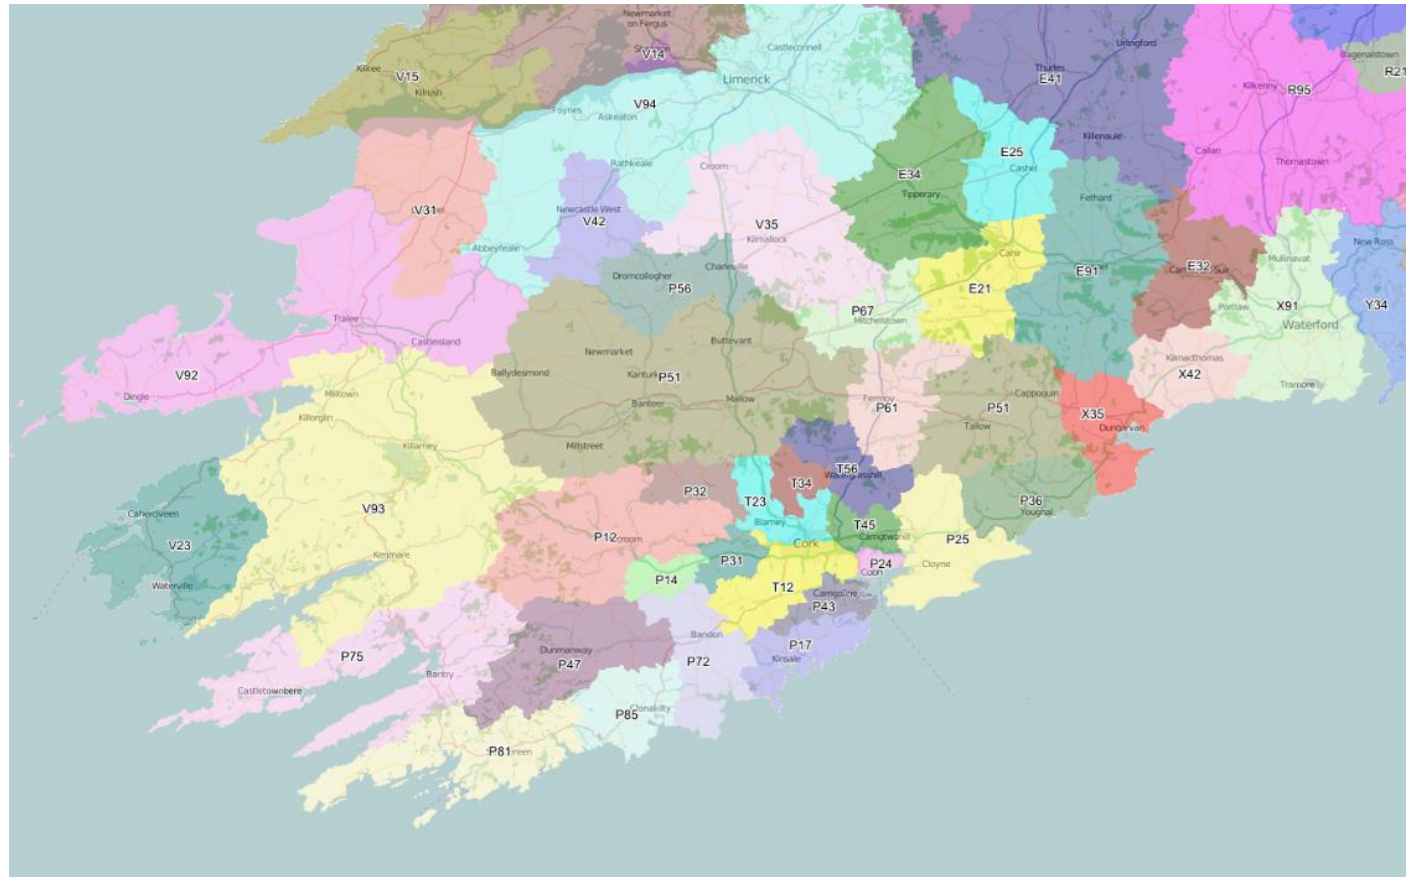 Newmarket
on Fergus
Urlingford
Castleconnell
V14
Bagenalstown
Kilkee
V15
Limerick
Thurles
E41
R21
Kilrush
Kilkenny
R95
V94
Foynes
Askeaton
Killenaule
E25
Callan
Rathkeale
Croom
Cashel
Thomastown
E34
Tipperary
Fethard
V31
Newcastle West
V42
V35
Kilmallock
New Ross
Abbeyfeale
Cahir
Mullinavat
Charleville
E32
Dromcollogher
E91
P56
E21
Portlaw
X91
Y34
P67
Mitchelstown
Tralee
Waterford
Castleisland
Buttevant
Newmarket
Kilmacthomas
Ballydesmond
Kanturk
P51
X42
V92
Tramore
Milltown
Cappoquin
Dingle
Banteer
Mallow
Fermoy
P61
P51
X35
Killorglin
Tallow
Dungarvan
Killarney
Millstreet
T56
Watergrasshill
T34
P32
T23
P36
V93
Caherciveen
Youghal
Blarney
T45
P12
Carrigtwohill
P25
V23
Cork
Kenmare
P31
P24
Cloyne
Cobh
Waterville
P14
T12
Carrigaline
P43
Bandon
Dunmanway
P17
P75
P47
P72
Kinsale
Bantry
Castletownbere
Clonakilty
P85
P81